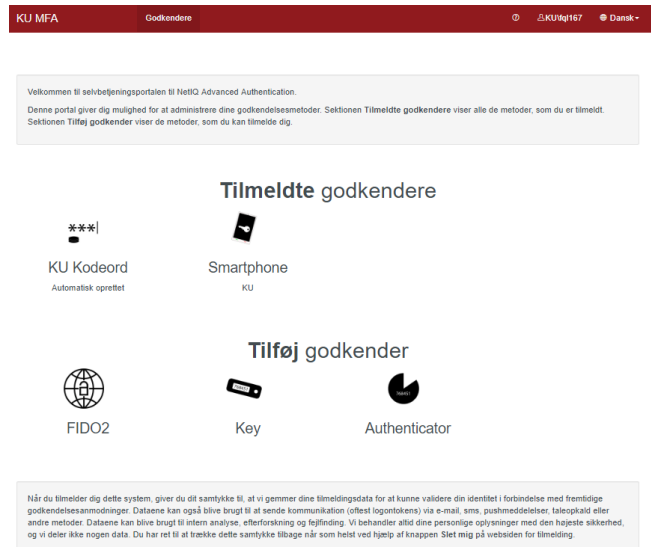 KU MFA Godkendere KU\fql167 Dansk
Velkommen til selvbetjeningsportalen til NetIQ Advanced Authentication.
Denne portal giver dig mulighed for at administrere dine godkendelsesmetoder. Sektionen Tilmeldte godkendere viser alle de metoder, som du er tilmeldt.
Sektionen Tilføj godkender viser de metoder, som du kan tilmelde dig.
Tilmeldte godkendere
***|
KU Kodeord Smartphone
Automatisk oprettet KU
Tilføj godkender
FIDO2 Key Authenticator
Når du tilmelder dig dette system, giver du dit samtykke til, at vi gemmer dine tilmeldingsdata for at kunne validere din identitet i forbindelse med fremtidige
godkendelsesanmodninger. Dataene kan også blive brugt til at sende kommunikation (oftest logontokens) via e-mail, sms, pushmeddelelser, taleopkald eller
andre metoder. Dataene kan blive brugt til intern analyse, efterforskning og fejlfinding. Vi behandler altid dine personlige oplysninger med den højeste sikkerhed,
og vi deler ikke nogen data. Du har ret til at trække dette samtykke tilbage når som helst ved hjælp af knappen Slet mig på websiden for tilmelding.